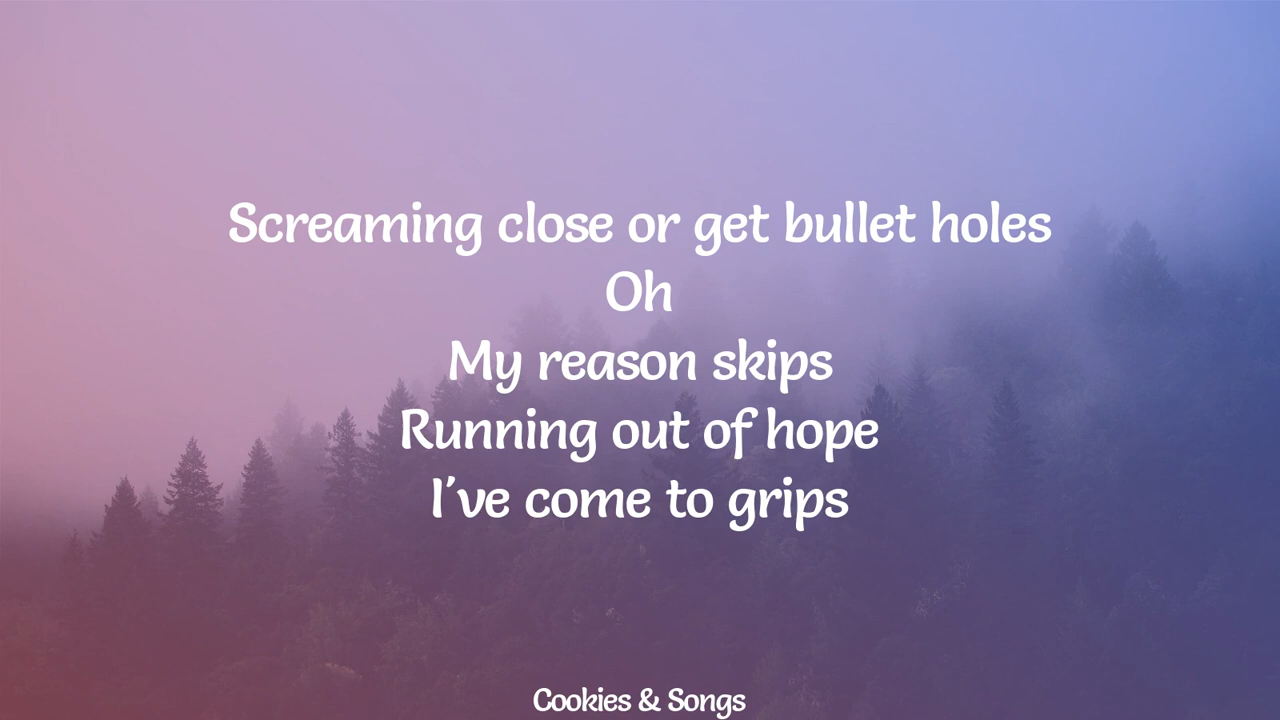 Screaming close or get bullet holes
Oh
My reason skips
Running out of hope
I've come to grips
Cookies & Songs